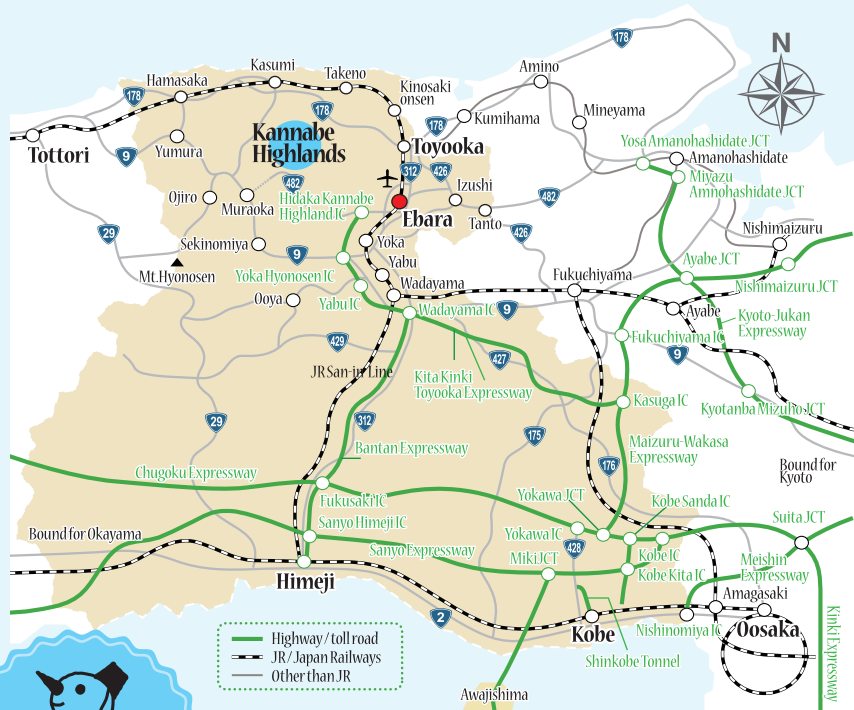 178
N
Amino
Kasumi
Takeno
Hamasaka
Kinosaki
onsen
178
178
Mineyama
Kumihama
178
Kannabe
Highlands
Yosa Amanohashidate JCT
Tottori
9
Yumura
Toyooka
Amanohashidate
312
426
Miyazu
Amnohashidate JCT
482
Izushi
482
Ojiro
Muraoka
Hidaka Kannabe
Highland IC
Ebara
Tanto
426
29
Nishimaizuru
Sekinomiya
9
Yoka
Ayabe JCT
Mt.Hyonosen
Yoka Hyonosen IC
Yabu
Fukuchiyama
Nishimaizuru JCT
Wadayama
Ooya
Yabu IC
Wadayama IC
9
Ayabe
Kyoto-Jukan
Expressway
Fukuchiyama IC
429
427
9
JR San-in Line
Kita Kinki
Toyooka Expressway
Kasuga IC
Kyotanba Mizuho JCT
29
312
175
Bantan Expressway
Maizuru-Wakasa
Expressway
176
Bound for
Kyoto
Chugoku Expressway
Fukusaki IC
Yokawa JCT
Kobe Sanda IC
Sanyo Himeji IC
Suita JCT
Bound for Okayama
Yokawa IC
428
Sanyo Expressway
Kobe IC
Miki JCT
Meishin
Expressway
Kobe Kita IC
Himeji
Amagasaki
2
Kobe
Nishinomiya IC
Oosaka
Kinki Expressway
Highway / toll road
JR / Japan Railways
Other than JR
Shinkobe Tonnel
Awajishima